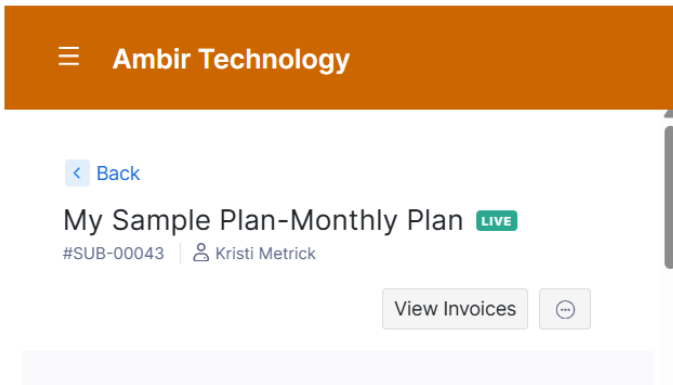 Ambir Technology
Back
My Sample Plan-Monthly Plan LIVE
#SUB-00043 Kristi Metrick
View Invoices